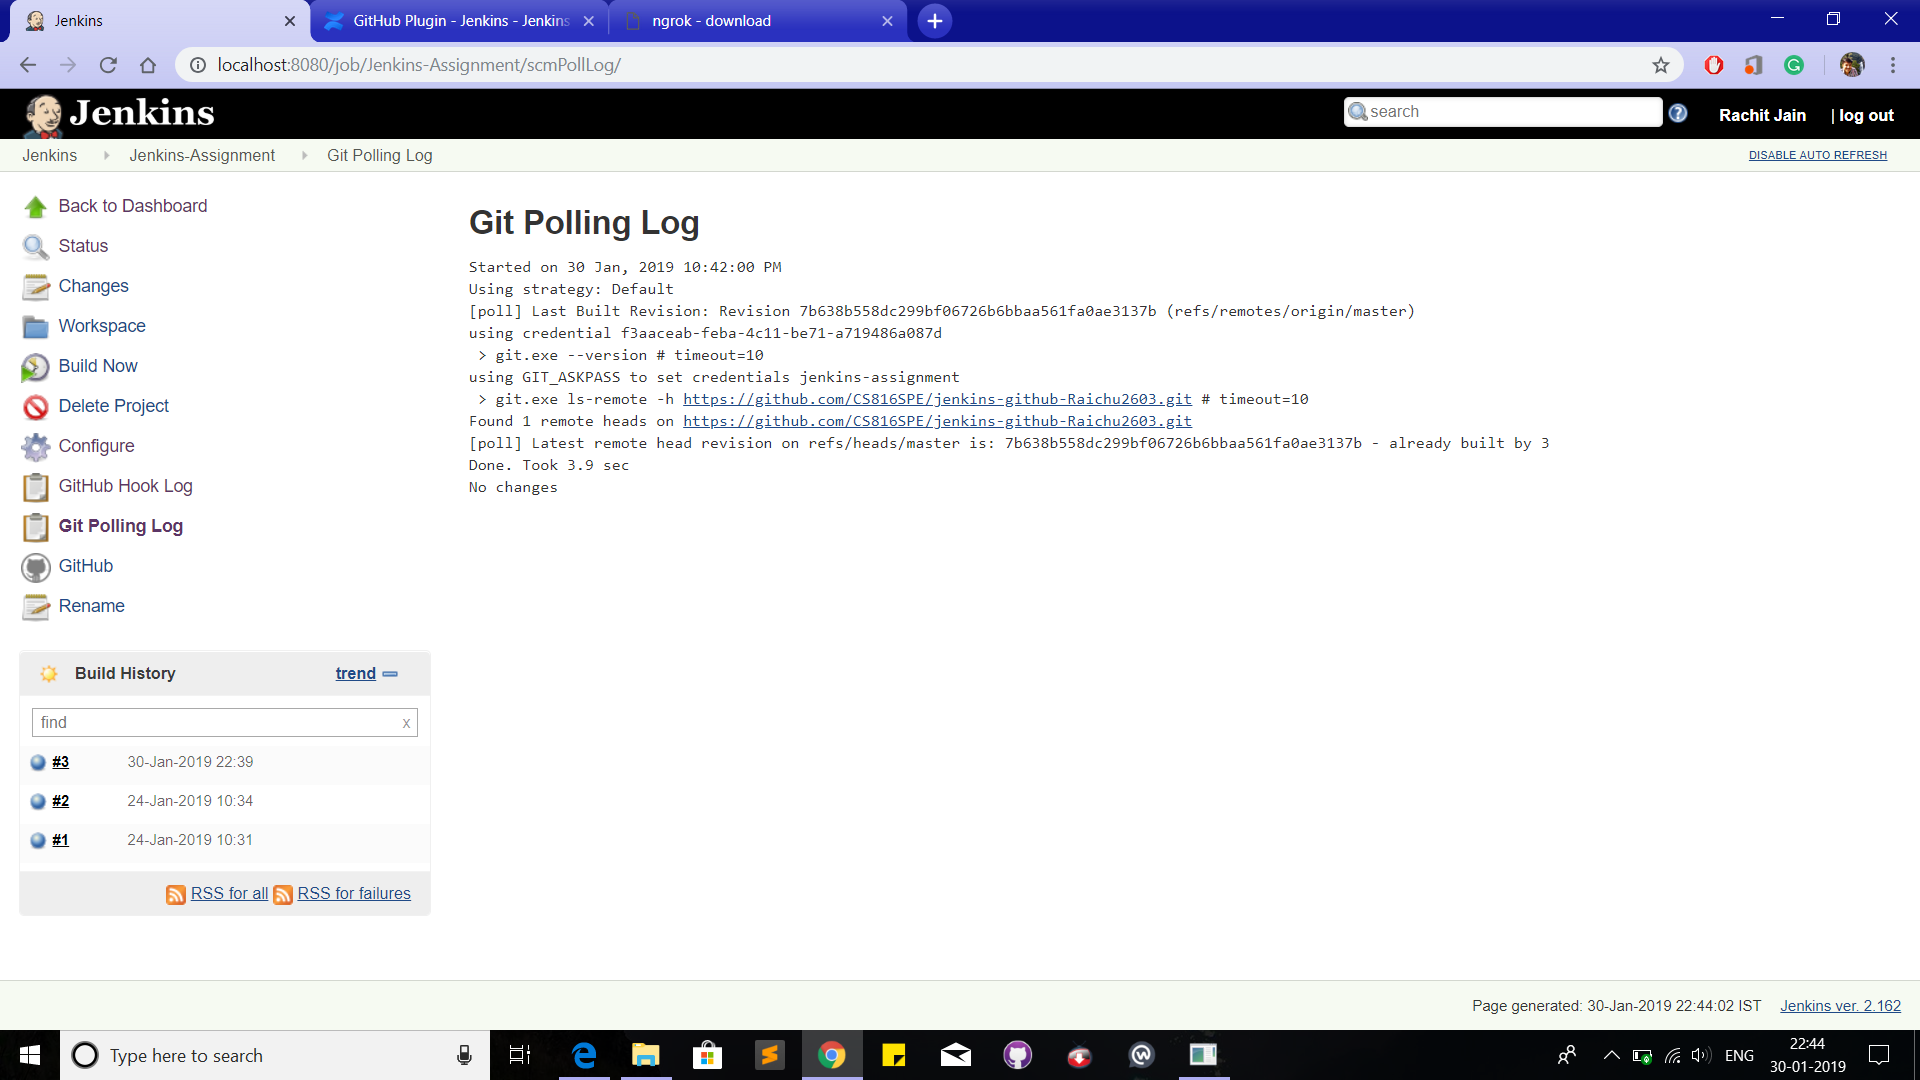 Jenkins
GitHub Plugin - Jenkins - Jenkins
ngrok - download
localhost:8080/job/Jenkins-Assignment/scmPollLog/
Jenkins
search
Rachit Jain
| log out
Jenkins
Jenkins-Assignment
Git Polling Log
DISABLE AUTO REFRESH
Back to Dashboard
Status
Changes
Workspace
Build Now
Delete Project
Configure
GitHub Hook Log
Git Polling Log
GitHub
Rename
Git Polling Log
Started on 30 Jan, 2019 10:42:00 PM
Using strategy: Default
[poll] Last Built Revision: Revision 7b638b558dc299bf06726b6bbaa561fa0ae3137b (refs/remotes/origin/master)
using credential f3aaceab-feba-4c11-be71-a719486a087d
> git.exe --version # timeout=10
using GIT_ASKPASS to set credentials jenkins-assignment
> git.exe ls-remote -h https://github.com/CS816SPE/jenkins-github-Raichu2603.git # timeout=10
Found 1 remote heads on https://github.com/CS816SPE/jenkins-github-Raichu2603.git
[poll] Latest remote head revision on refs/heads/master is: 7b638b558dc299bf06726b6bbaa561fa0ae3137b - already built by 3
Done. Took 3.9 sec
No changes
Build History
trend
find
x
#3 30-Jan-2019 22:39
#2 24-Jan-2019 10:34
#1 24-Jan-2019 10:31
RSS for all RSS for failures
Page generated: 30-Jan-2019 22:44:02 IST
Jenkins ver. 2.162
Type here to search
ENG
22:44
30-01-2019